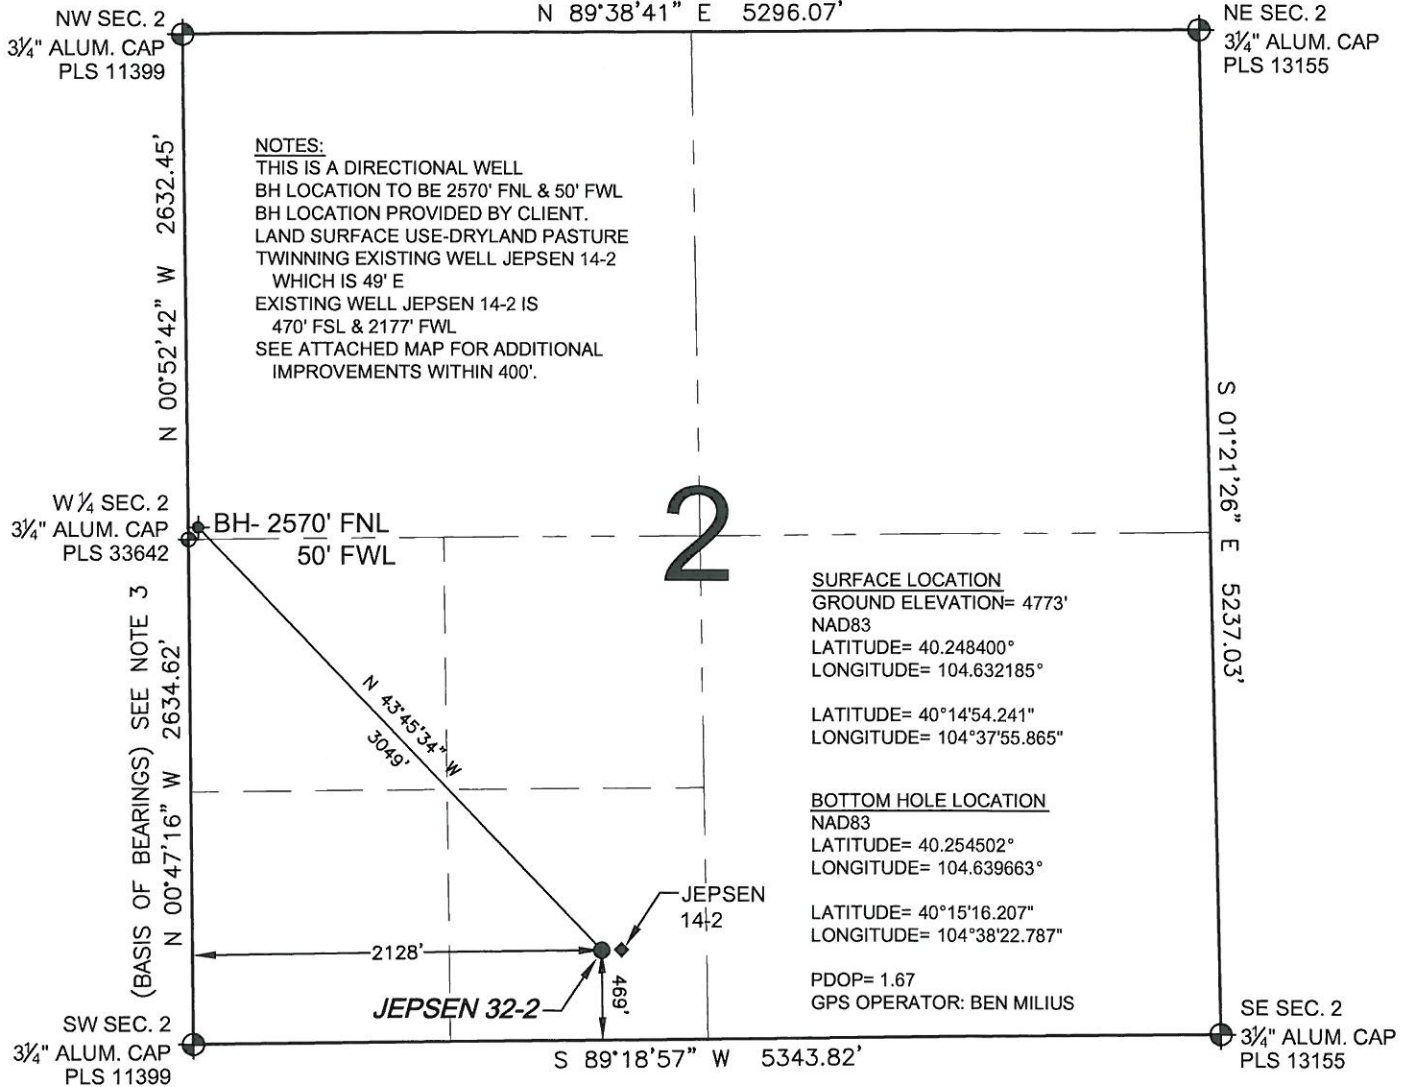 N 89°38'41" E 5296.07'
NW SEC. 2
3¼" ALUM. CAP
PLS 11399
NE SEC. 2
3¼" ALUM. CAP
PLS 13155
N 00°52'42" W 2632.45'
NOTES:
THIS IS A DIRECTIONAL WELL
BH LOCATION TO BE 2570' FNL & 50' FWL
BH LOCATION PROVIDED BY CLIENT.
LAND SURFACE USE-DRYLAND PASTURE
TWINNING EXISTING WELL JEPSEN 14-2
WHICH IS 49' E
EXISTING WELL JEPSEN 14-2 IS
470' FSL & 2177' FWL
SEE ATTACHED MAP FOR ADDITIONAL
IMPROVEMENTS WITHIN 400'.
S 01°21'26" E 5237.03'
W ¼ SEC. 2
3¼" ALUM. CAP
PLS 33642
BH- 2570' FNL
50' FWL
2
(BASIS OF BEARINGS) SEE NOTE 3
N 00°47'16" W 2634.62'
N 43°45'34" W
3049'
SURFACE LOCATION
GROUND ELEVATION= 4773'
NAD83
LATITUDE= 40.248400°
LONGITUDE= 104.632185°
LATITUDE= 40°14'54.241"
LONGITUDE= 104°37'55.865"
BOTTOM HOLE LOCATION
NAD83
LATITUDE= 40.254502°
LONGITUDE= 104.639663°
LATITUDE= 40°15'16.207"
LONGITUDE= 104°38'22.787"
PDOP= 1.67
GPS OPERATOR: BEN MILIUS
JEPSEN
14-2
2128'
469'
JEPSEN 32-2
SW SEC. 2
3¼" ALUM. CAP
PLS 11399
S 89°18'57" W 5343.82'
SE SEC. 2
3¼" ALUM. CAP
PLS 13155